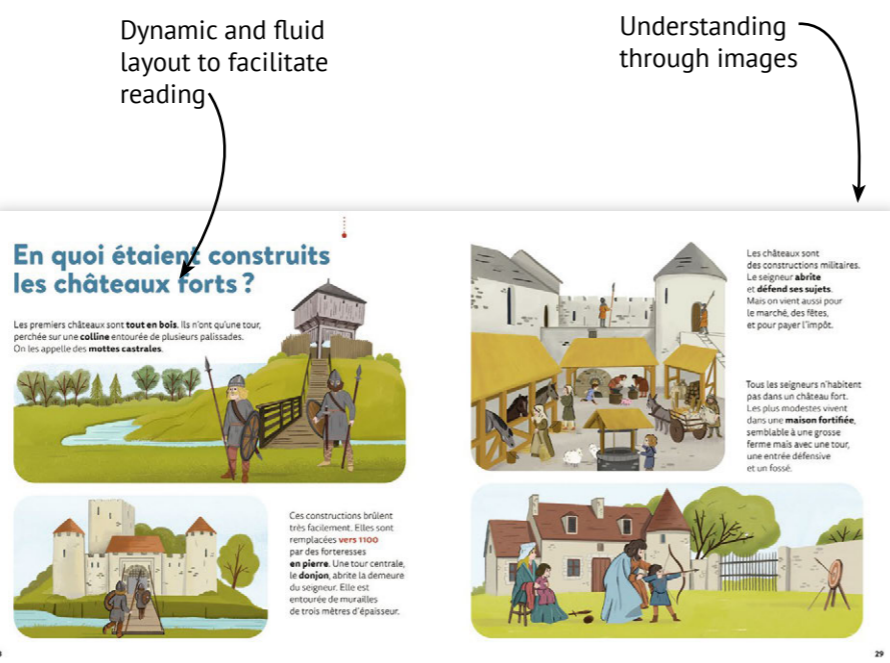 Dynamic and fluid
layout to facilitate
reading
Understanding
through images
En quoi étaient construits
les châteaux forts ?
Les premiers châteaux sont tout en bois. Ils n'ont qu'une tour,
perchée sur une colline entourée de plusieurs palissades.
On les appelle des mottes castrales.
Ces constructions brûlent
très facilement. Elles sont
remplacées vers 1100
par des forteresses
en pierre. Une tour centrale,
le donjon, abrite la demeure
du seigneur. Elle est
entourée de murailles
de trois mètres d'épaisseur.
Les châteaux sont
des constructions militaires.
Le seigneur abrite
et défend ses sujets.
Mais on vient aussi pour
le marché, des fêtes,
et pour payer l'impôt.
Tous les seigneurs n'habitent
pas dans un château fort.
Les plus modestes vivent
dans une maison fortifiée,
semblable à une grosse
ferme mais avec une tour,
une entrée défensive
et un fossé.
29